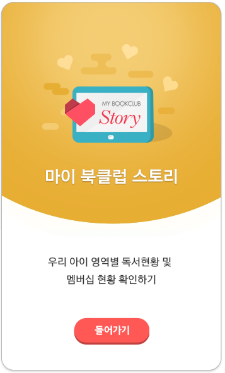 MY BOOKCLUB
Story
마이 북클럽 스토리
우리 아이 영역별 독서현황 및
멤버십 현황 확인하기
들어가기